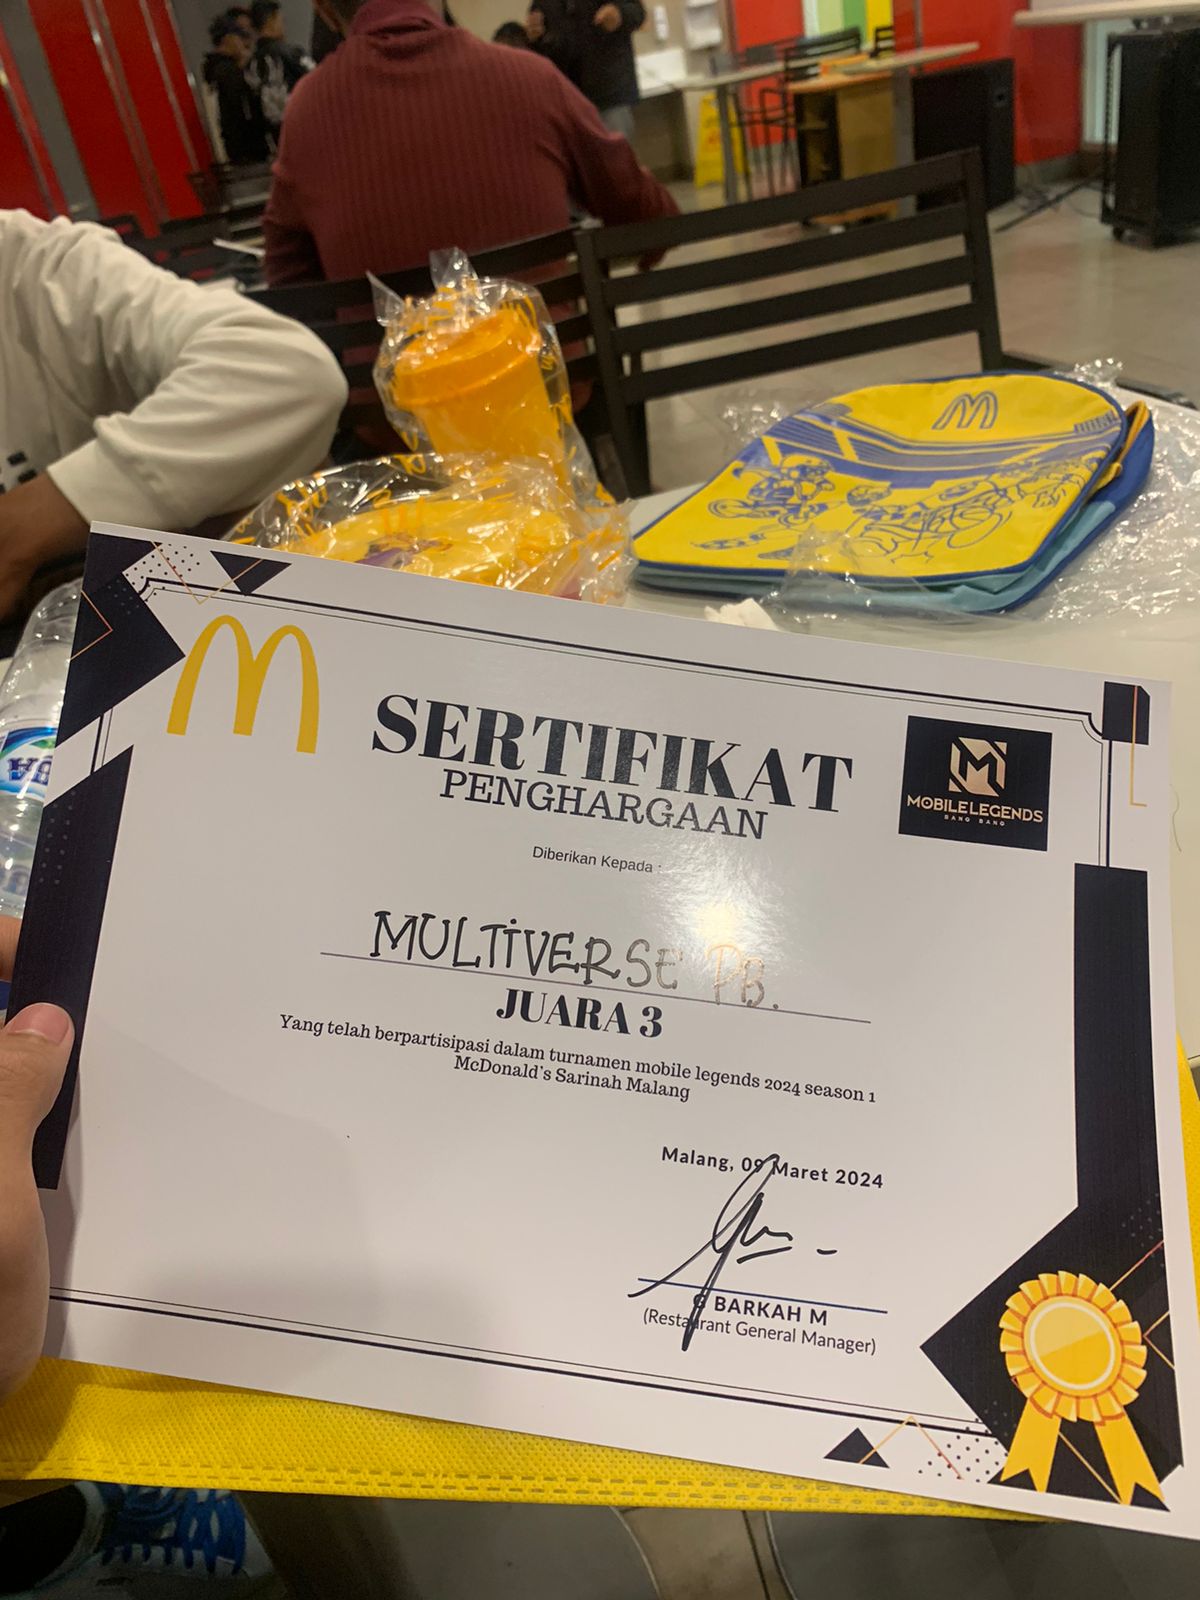 SERTIFIKAT
PENGHARGAAN
MOBILE LEGENDS
BANG BANG
Diberikan Kepada :
MULTIVERSE PB.
JUARA 3
Yang telah berpartisipasi dalam turnamen mobile legends 2024 season 1
McDonald's Sarinah Malang
Malang, 09 Maret 2024
G BARKAH M
(Restaurant General Manager)